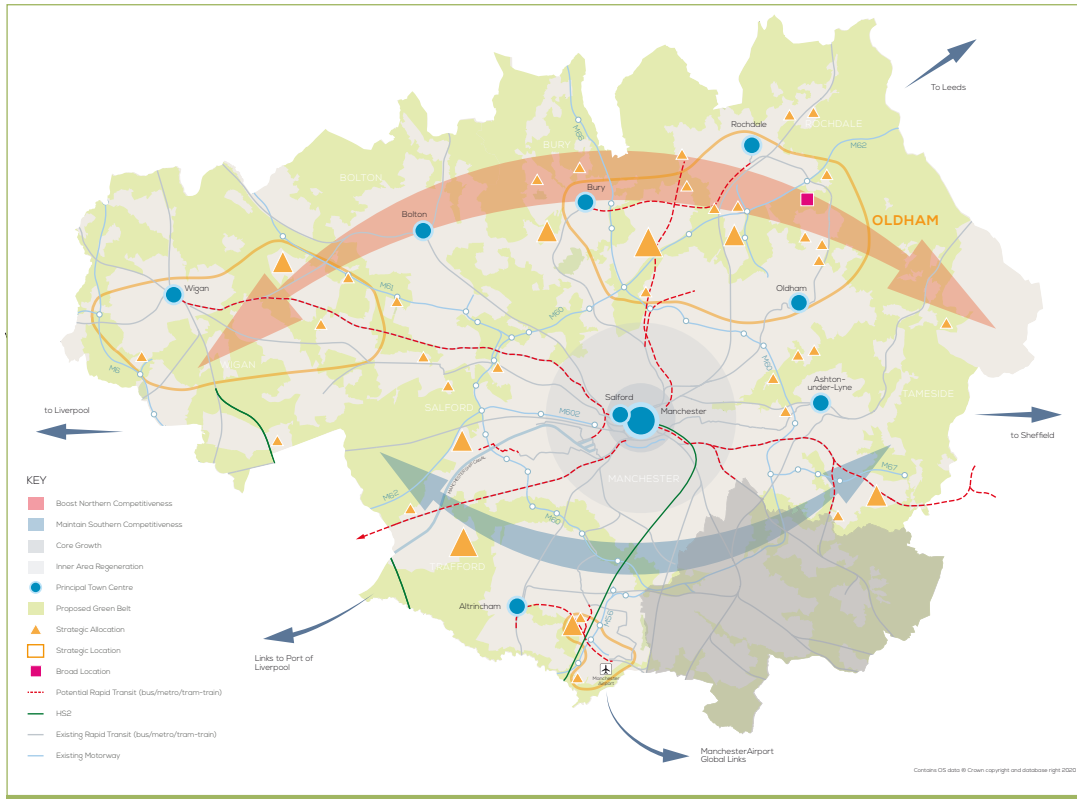 To Leeds
Rochdale
ROCHDALE
M66
BURY
M62
BOLTON
Bury
Bolton
OLDHAM
Wigan
M61
Oldham
M60
M60
WIGAN
M6
Ashton-
under-Lyne
TAMESIDE
Salford
Manchester
SALFORD
M602
to Liverpool
to Sheffield
MANCHESTER
M67
M62
M60
TRAFFORD
Altrincham
M56
Manchester
Airport
Links to Port of
Liverpool
ManchesterAirport
Global Links
KEY
Boost Northern Competitiveness
Maintain Southern Competitiveness
Core Growth
Inner Area Regeneration
Principal Town Centre
Proposed Green Belt
Strategic Allocation
Strategic Location
Broad Location
Potential Rapid Transit (bus/metro/tram-train)
HS2
Existing Rapid Transit (bus/metro/tram-train)
Existing Motorway
Contains OS data © Crown copyright and database right 2020